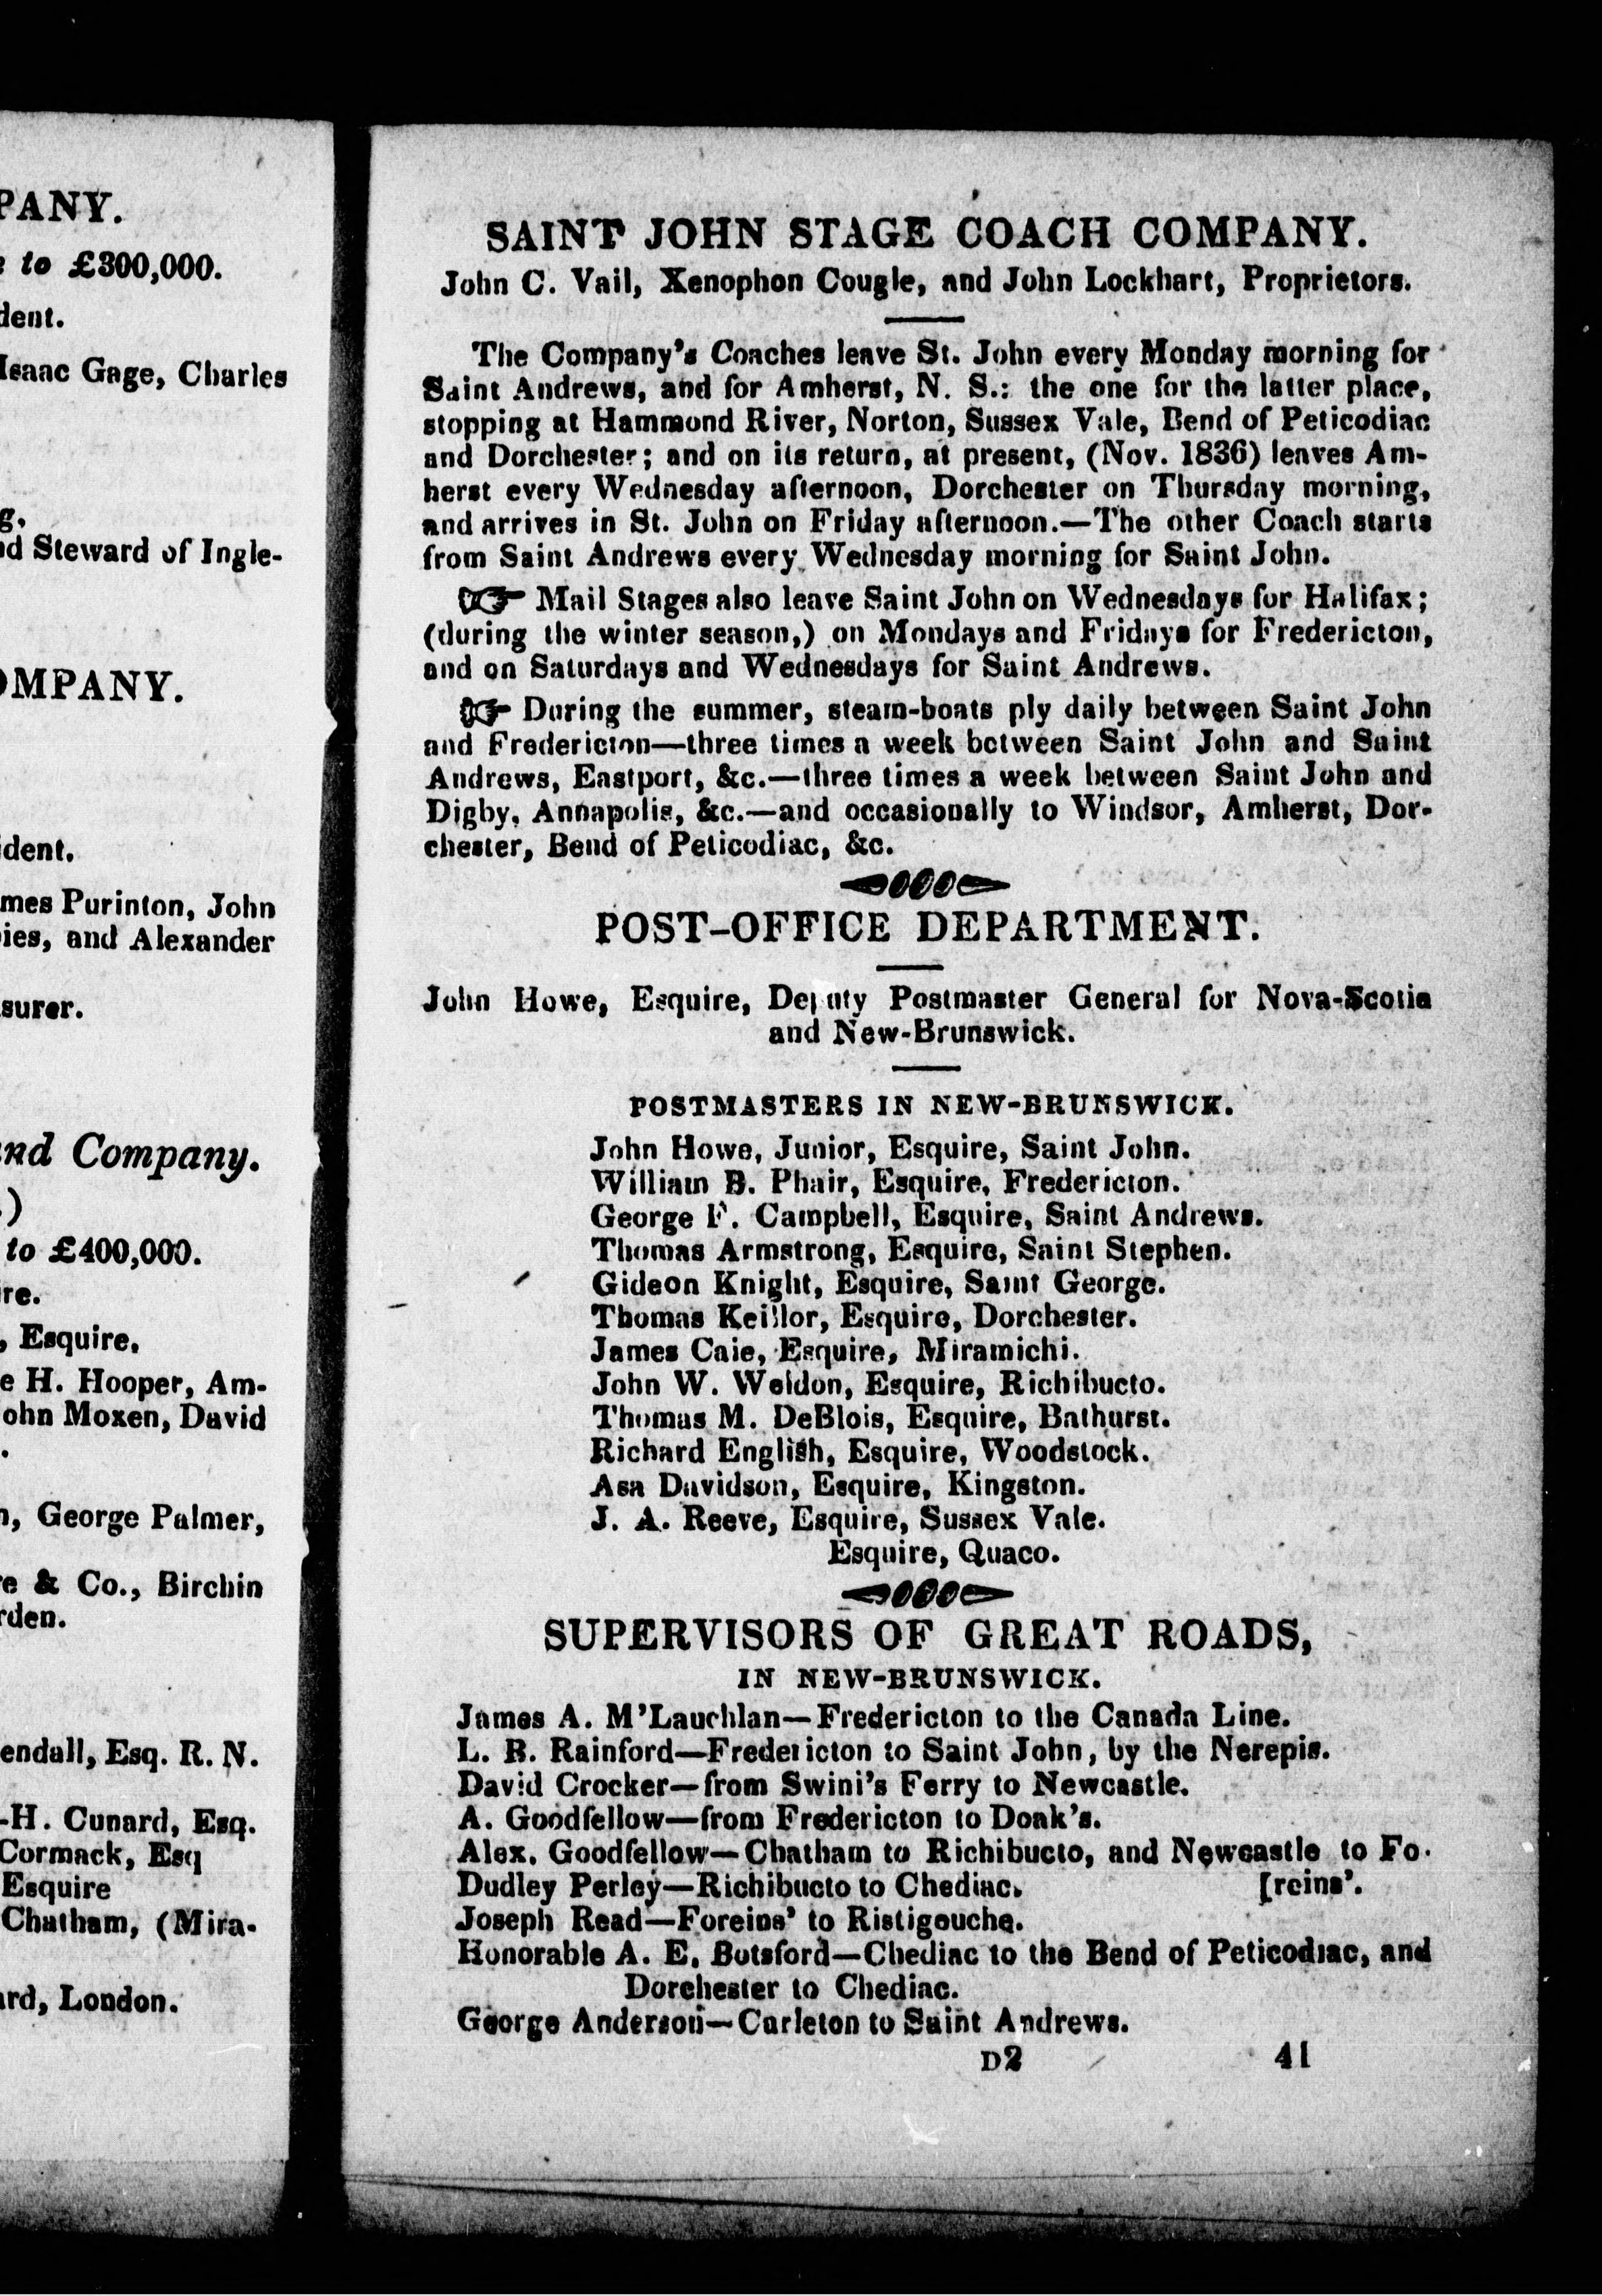 PANY.
to £300,000.
dent.
Isaac Gage, Charles
g,
nd Steward of Ingle-
OMPANY.
ident.
mes Purinton, John
ies, and Alexander
surer.
and Company.
.)
to £400,000.
re.
, Esquire.
e H. Hooper, Am-
ohn Moxen, David
.
n, George Palmer,
e & Co., Birchin
rden.
endall, Esq. R. N.
-H. Cunard, Esq.
Cormack, Esq
Esquire
Chatham, (Mira-
ard, London.
SAINT JOHN STAGE COACH COMPANY.
John C. Vail, Xenophon Cougle, and John Lockhart, Proprietors.
The Company's Coaches leave St. John every Monday morning for
Saint Andrews, and for Amherst, N. S.: the one for the latter place,
stopping at Hammond River, Norton, Sussex Vale, Bend of Peticodiac
and Dorchester; and on its return, at present, (Nov. 1836) leaves Am-
herst every Wednesday afternoon, Dorchester on Thursday morning,
and arrives in St. John on Friday afternoon.—The other Coach starts
from Saint Andrews every Wednesday morning for Saint John.
☞ Mail Stages also leave Saint John on Wednesdays for Halifax;
(during the winter season,) on Mondays and Fridays for Fredericton,
and on Saturdays and Wednesdays for Saint Andrews.
☞ During the summer, steam-boats ply daily between Saint John
and Fredericton—three times a week between Saint John and Saint
Andrews, Eastport, &c.—three times a week between Saint John and
Digby, Annapolis, &c.—and occasionally to Windsor, Amherst, Dor-
chester, Bend of Peticodiac, &c.
POST-OFFICE DEPARTMENT.
John Howe, Esquire, Deputy Postmaster General for Nova-Scotia
and New-Brunswick.
POSTMASTERS IN NEW-BRUNSWICK.
John Howe, Junior, Esquire, Saint John.
William B. Phair, Esquire, Fredericton.
George F. Campbell, Esquire, Saint Andrews.
Thomas Armstrong, Esquire, Saint Stephen.
Gideon Knight, Esquire, Saint George.
Thomas Keillor, Esquire, Dorchester.
James Caie, Esquire, Miramichi.
John W. Weldon, Esquire, Richibucto.
Thomas M. DeBlois, Esquire, Bathurst.
Richard English, Esquire, Woodstock.
Asa Davidson, Esquire, Kingston.
J. A. Reeve, Esquire, Sussex Vale.
Esquire, Quaco.
SUPERVISORS OF GREAT ROADS,
IN NEW-BRUNSWICK.
James A. M'Lauchlan—Fredericton to the Canada Line.
L. B. Rainford—Fredericton to Saint John, by the Nerepis.
David Crocker—from Swini's Ferry to Newcastle.
A. Goodfellow—from Fredericton to Doak's.
Alex. Goodfellow—Chatham to Richibucto, and Newcastle to Fo-
Dudley Perley—Richibucto to Chediac. [reins'.
Joseph Read—Foreins' to Ristigouche.
Honorable A. E. Botsford—Chediac to the Bend of Peticodiac, and
Dorchester to Chediac.
George Anderson—Carleton to Saint Andrews.
D2 41